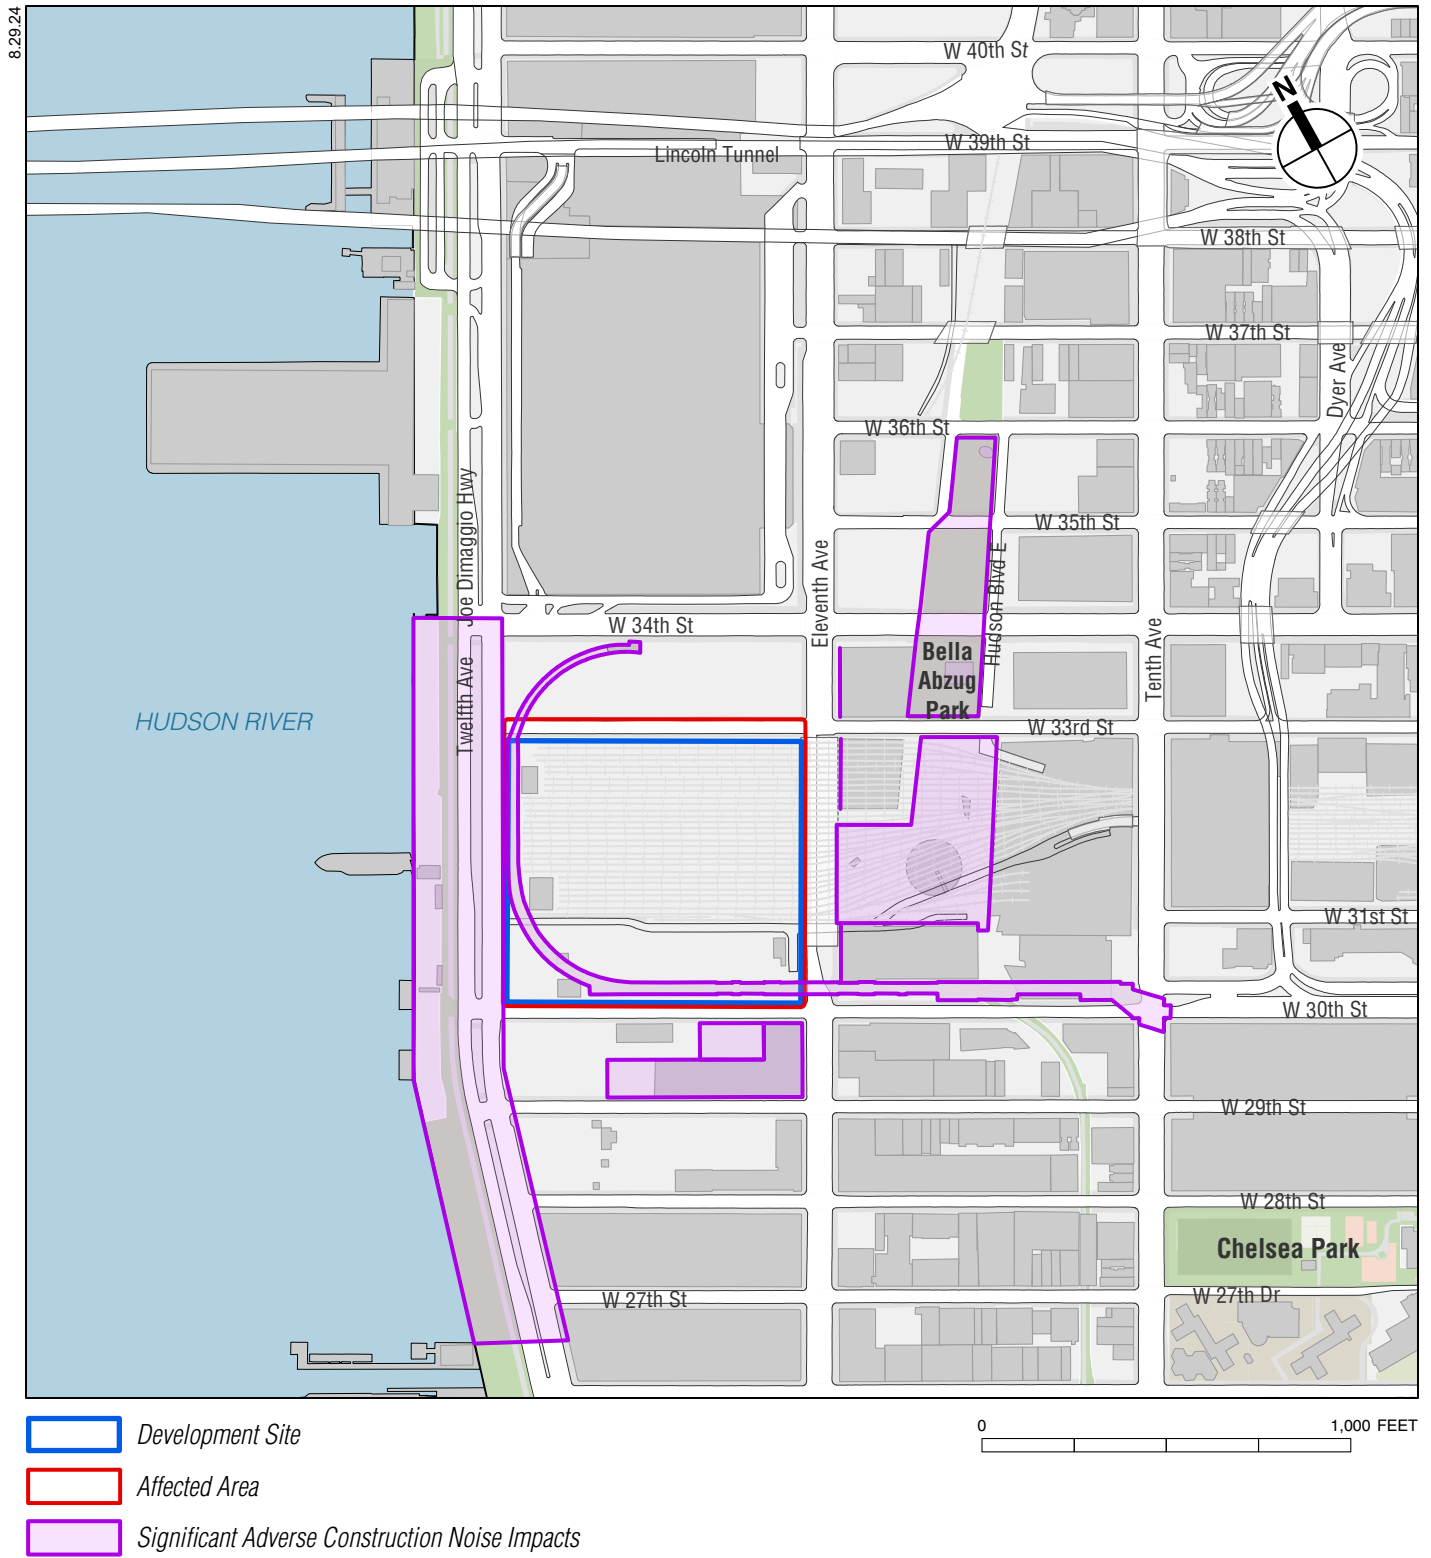 8.29.24
W 40th St
N
W 39th St
Lincoln Tunnel
W 38th St
W 37th St
Dyer Ave
W 36th St
Joe Dimaggio Hwy
W 35th St
Eleventh Ave
Hudson Blvd E
W 34th St
Tenth Ave
Bella
Abzug
Park
Twelfth Ave
HUDSON RIVER
W 33rd St
W 31st St
W 30th St
W 29th St
W 28th St
Chelsea Park
W 27th St
W 27th Dr
0 1,000 FEET
Development Site
Affected Area
Significant Adverse Construction Noise Impacts